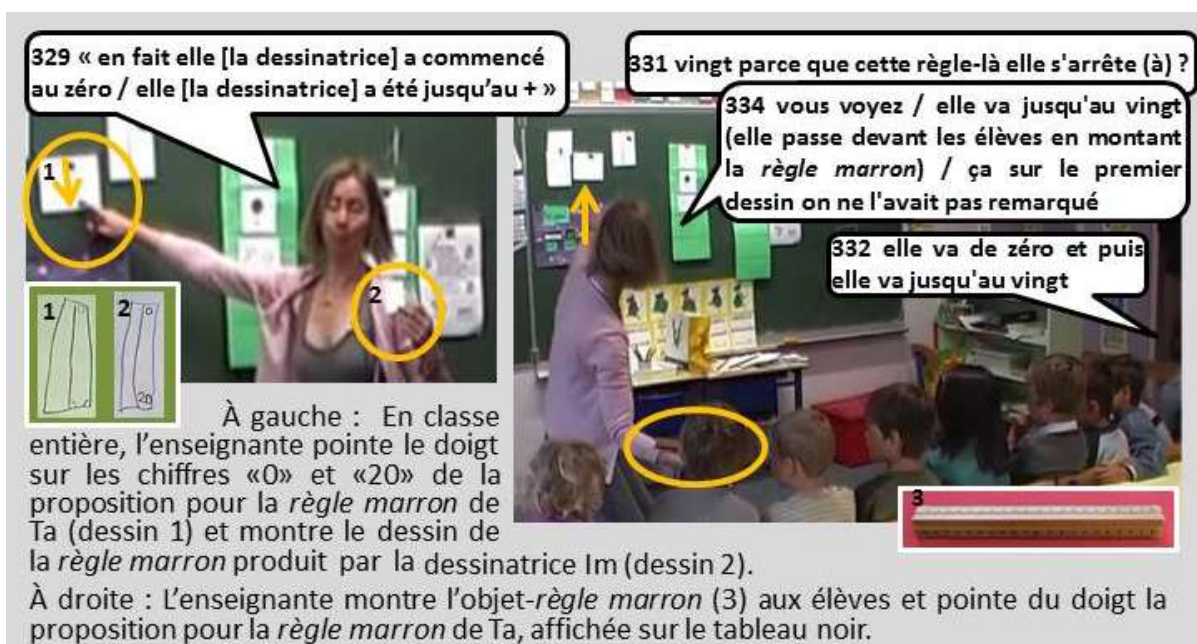 329 « en fait elle [la dessinatrice] a commencé
au zéro / elle [la dessinatrice] a été jusqu’au + »
331 vingt parce que cette règle-là elle s'arrête (à) ?
334 vous voyez / elle va jusqu'au vingt
(elle passe devant les élèves en montant
la règle marron) / ça sur le premier
dessin on ne l'avait pas remarqué
332 elle va de zéro et puis
elle va jusqu'au vingt
1
2
1
2
0
20
3
À gauche : En classe
entière, l’enseignante pointe le doigt
sur les chiffres «0» et «20» de la
proposition pour la règle marron de
Ta (dessin 1) et montre le dessin de
la règle marron produit par la dessinatrice Im (dessin 2).
À droite : L’enseignante montre l’objet-règle marron (3) aux élèves et pointe du doigt la
proposition pour la règle marron de Ta, affichée sur le tableau noir.